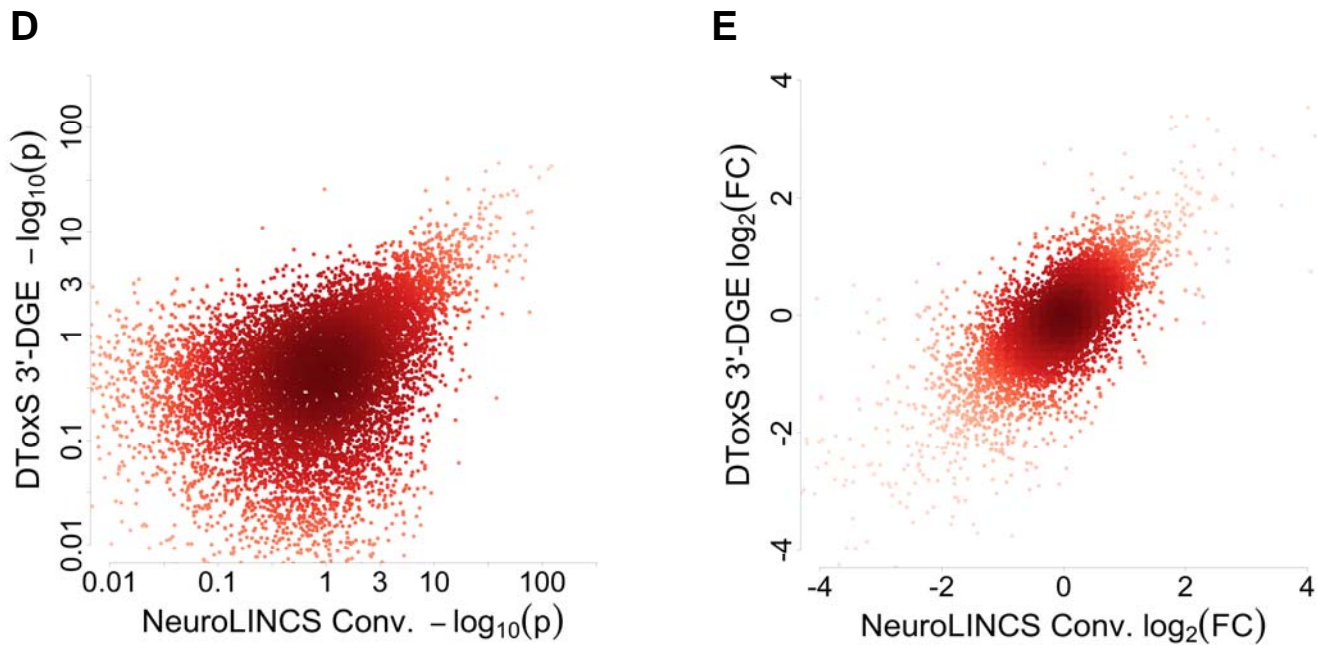 D
DToxS 3'-DGE −log10(p)
100
10
3
1
0.1
0.01
0.01 0.1 1 3 10 100
NeuroLINCS Conv. −log10(p)
E
DToxS 3'-DGE log2(FC)
4
2
0
-2
-4
-4 -2 0 2 4
NeuroLINCS Conv. log2(FC)